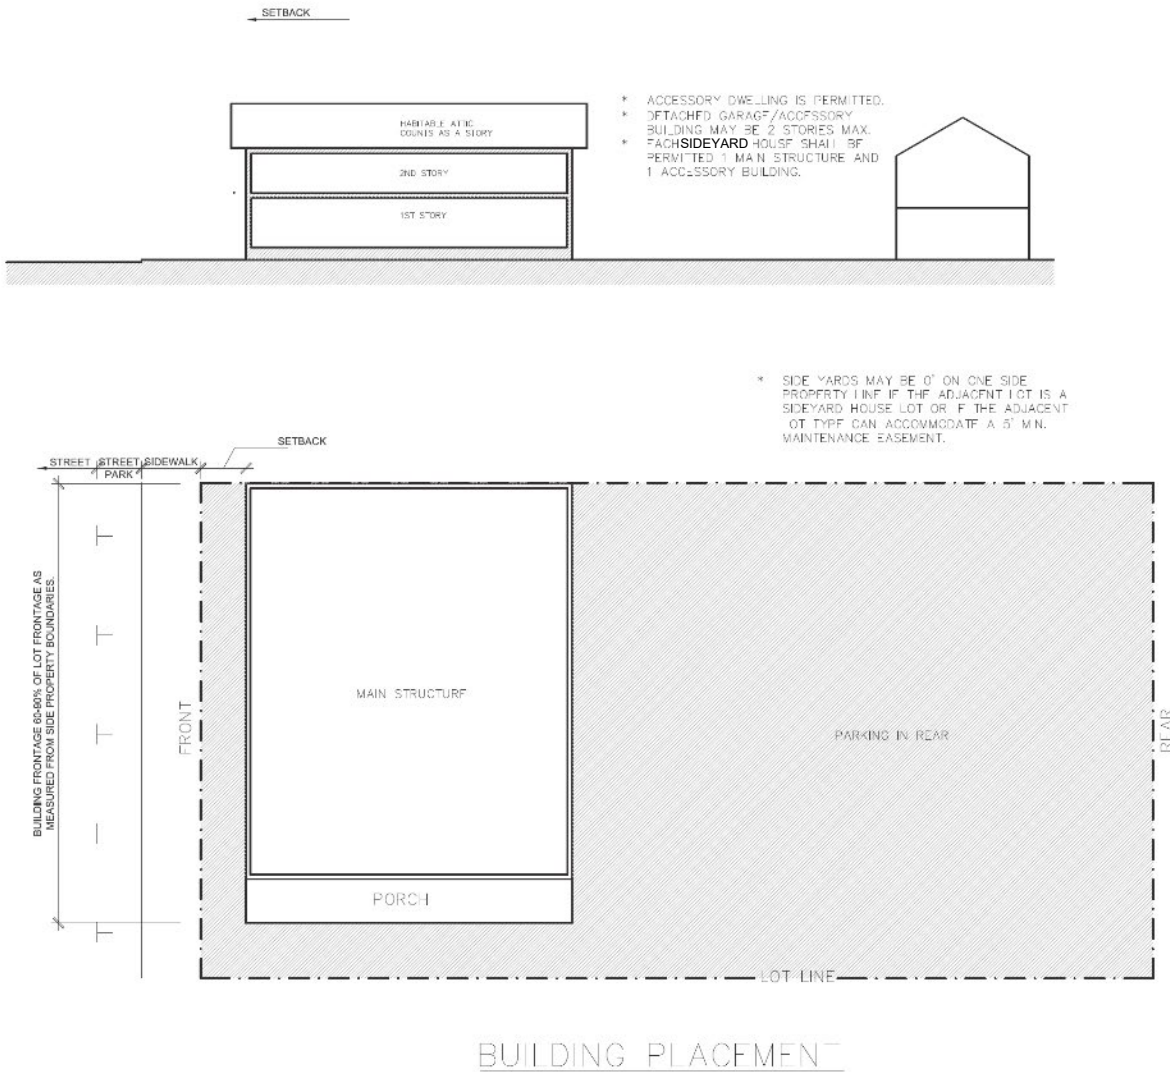 SETBACK
HABITABLE ATTIC
COUNTS AS A STORY
2ND STORY
1ST STORY
* ACCESSORY DWELLING IS PERMITTED.
* DETACHED GARAGE/ACCESSORY
BUILDING MAY BE 2 STORIES MAX.
* EACH SIDEYARD HOUSE SHALL BE
PERMITTED 1 MAIN STRUCTURE AND
1 ACCESSORY BUILDING.
* SIDE YARDS MAY BE 0' ON ONE SIDE
PROPERTY LINE IF THE ADJACENT LOT IS A
SIDEYARD HOUSE LOT OR IF THE ADJACENT
LOT TYPE CAN ACCOMMODATE A 5' MIN.
MAINTENANCE EASEMENT.
SETBACK
STREET
STREET
PARK
SIDEWALK
BUILDING FRONTAGE 60-90% OF LOT FRONTAGE AS
MEASURED FROM SIDE PROPERTY BOUNDARIES.
FRONT
MAIN STRUCTURE
PORCH
PARKING IN REAR
REAR
LOT LINE
BUILDING PLACEMENT